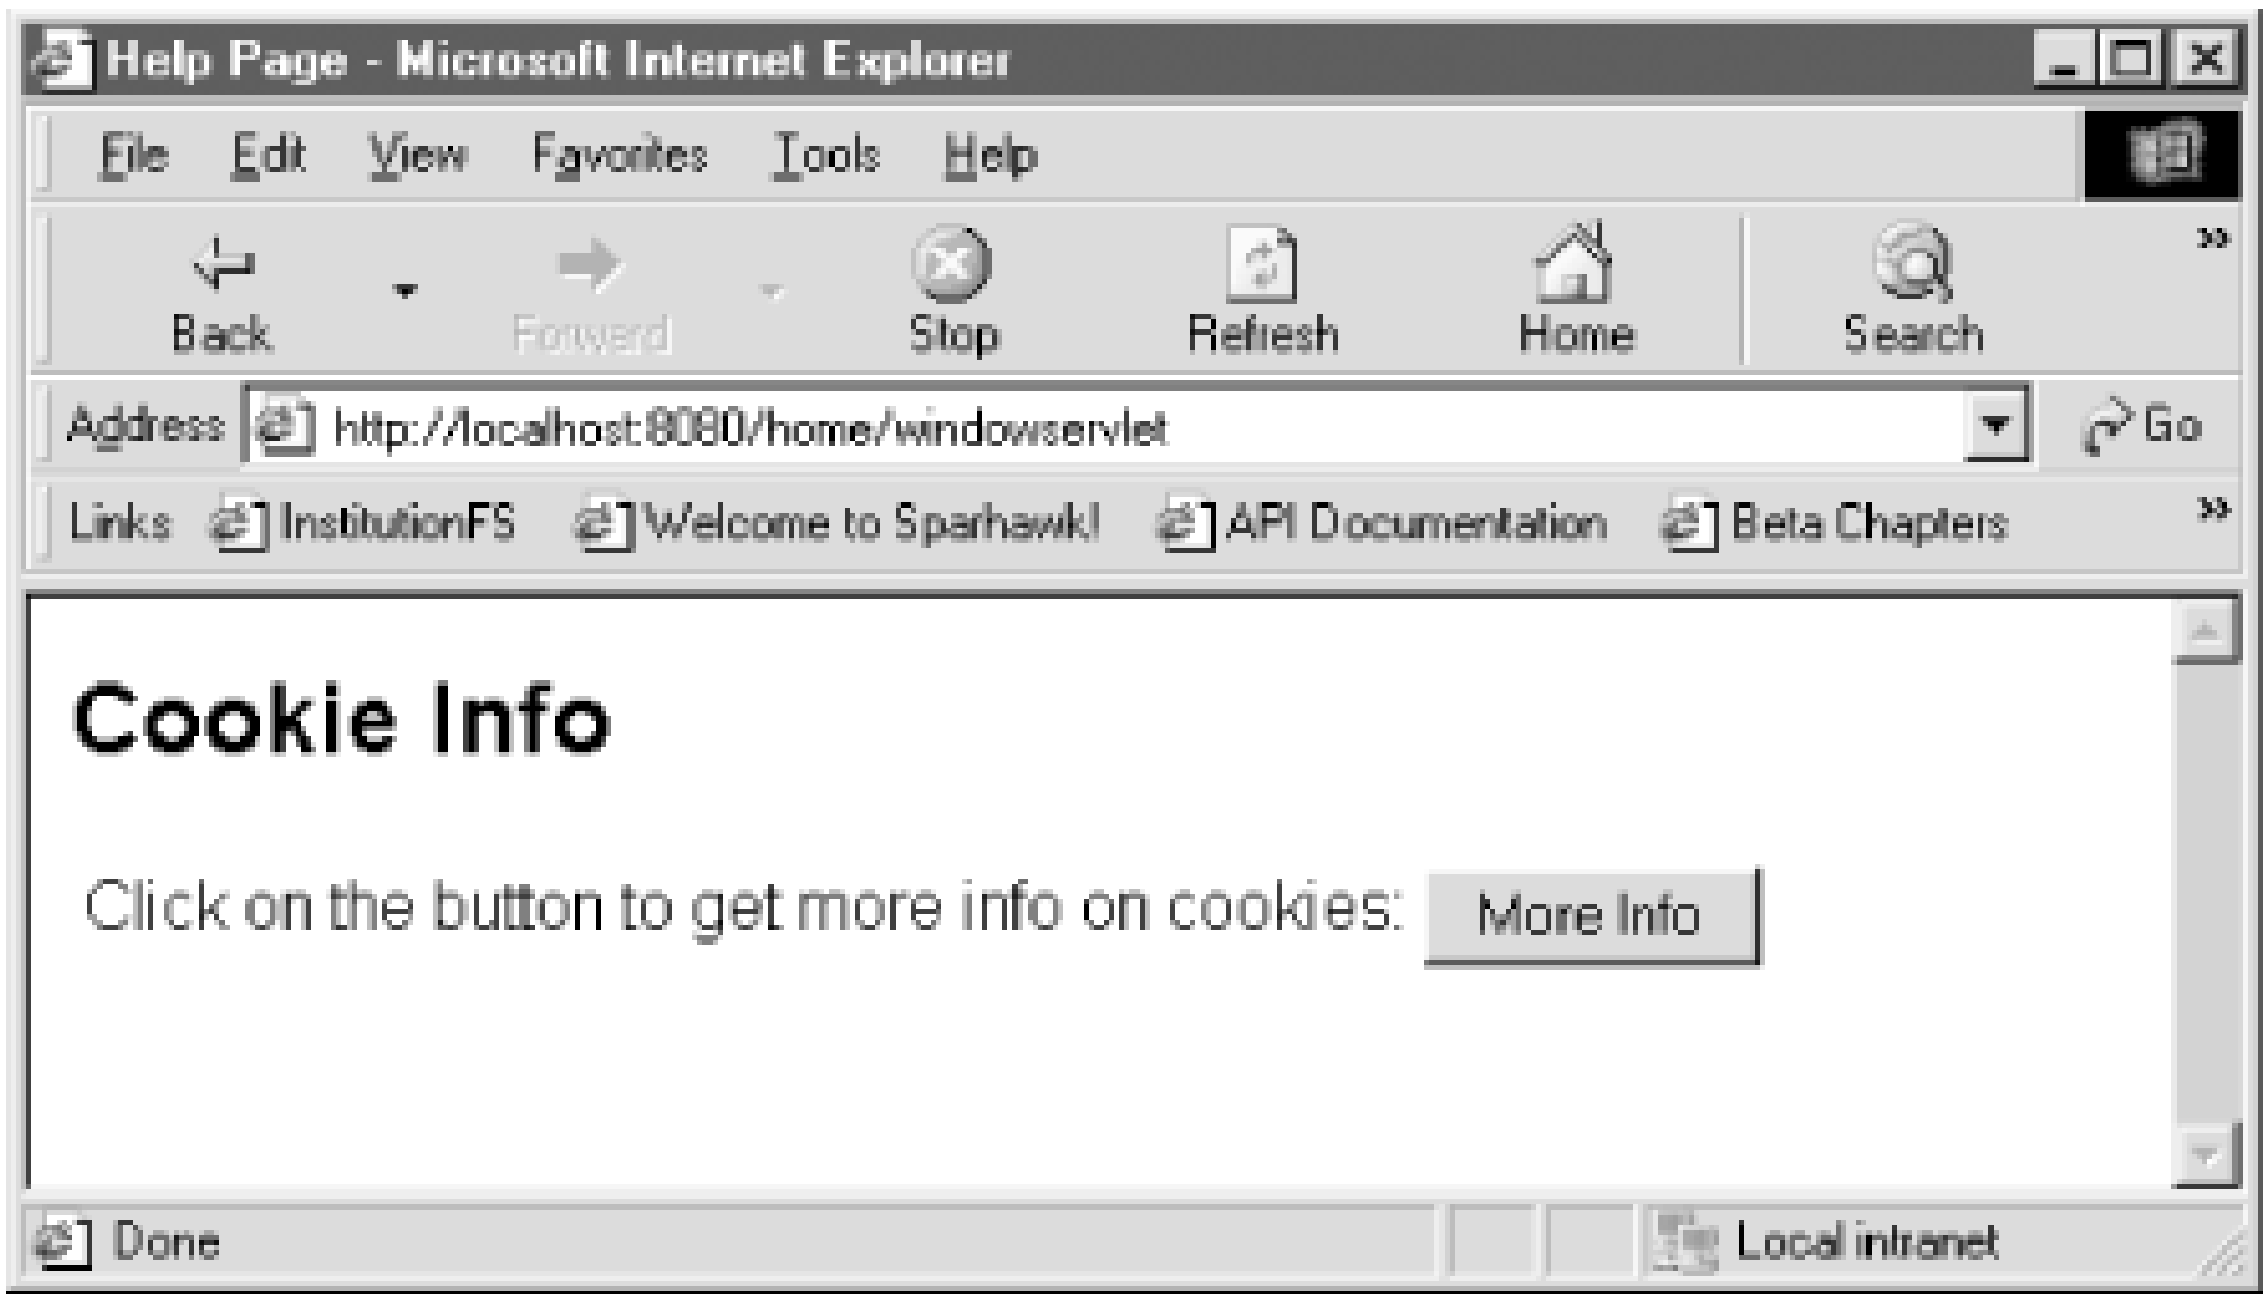 Help Page - Microsoft Internet Explorer
File Edit View Favorites Tools Help
»
Back Forward Stop Refresh Home Search
Address http://localhost:8080/home/windowservlet Go
Links InstitutionFS Welcome to Sparhawk! API Documentation Beta Chapters »
Cookie Info
Click on the button to get more info on cookies: More Info
Done Local intranet